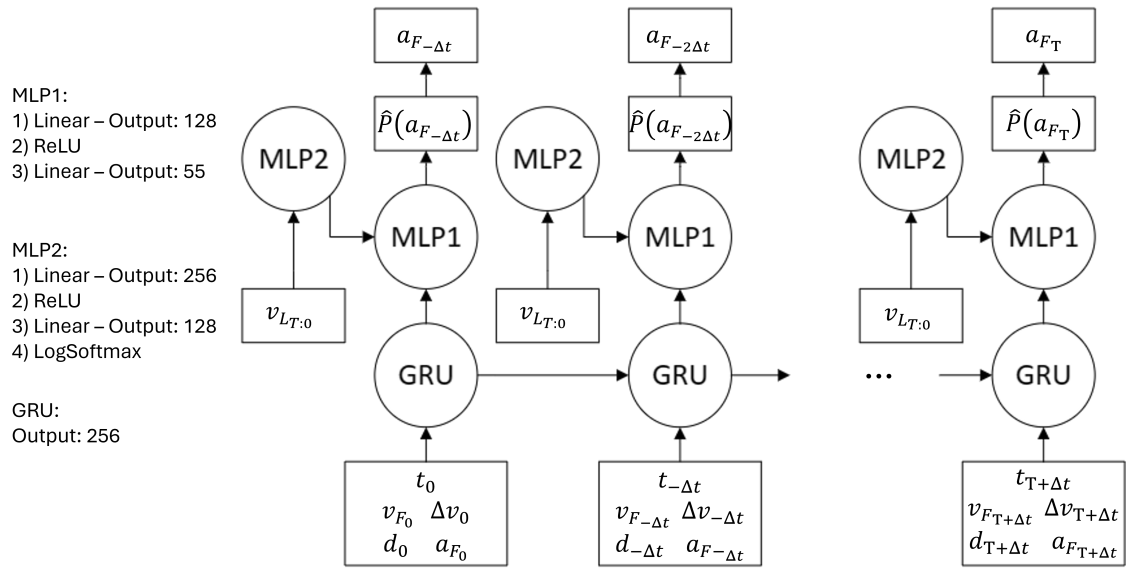 MLP1:
1) Linear – Output: 128
2) ReLU
3) Linear – Output: 55
MLP2:
1) Linear – Output: 256
2) ReLU
3) Linear – Output: 128
4) LogSoftmax
GRU:
Output: 256
a_{F_{-Δt}}
P̂(a_{F_{-Δt}})
MLP2
MLP1
v_{L_{T:0}}
GRU
t_0
v_{F_0} Δv_0
d_0 a_{F_0}
a_{F_{-2Δt}}
P̂(a_{F_{-2Δt}})
MLP2
MLP1
v_{L_{T:0}}
GRU
t_{-Δt}
v_{F_{-Δt}} Δv_{-Δt}
d_{-Δt} a_{F_{-Δt}}
...
a_{F_T}
P̂(a_{F_T})
MLP2
MLP1
v_{L_{T:0}}
GRU
t_{T+Δt}
v_{F_{T+Δt}} Δv_{T+Δt}
d_{T+Δt} a_{F_{T+Δt}}